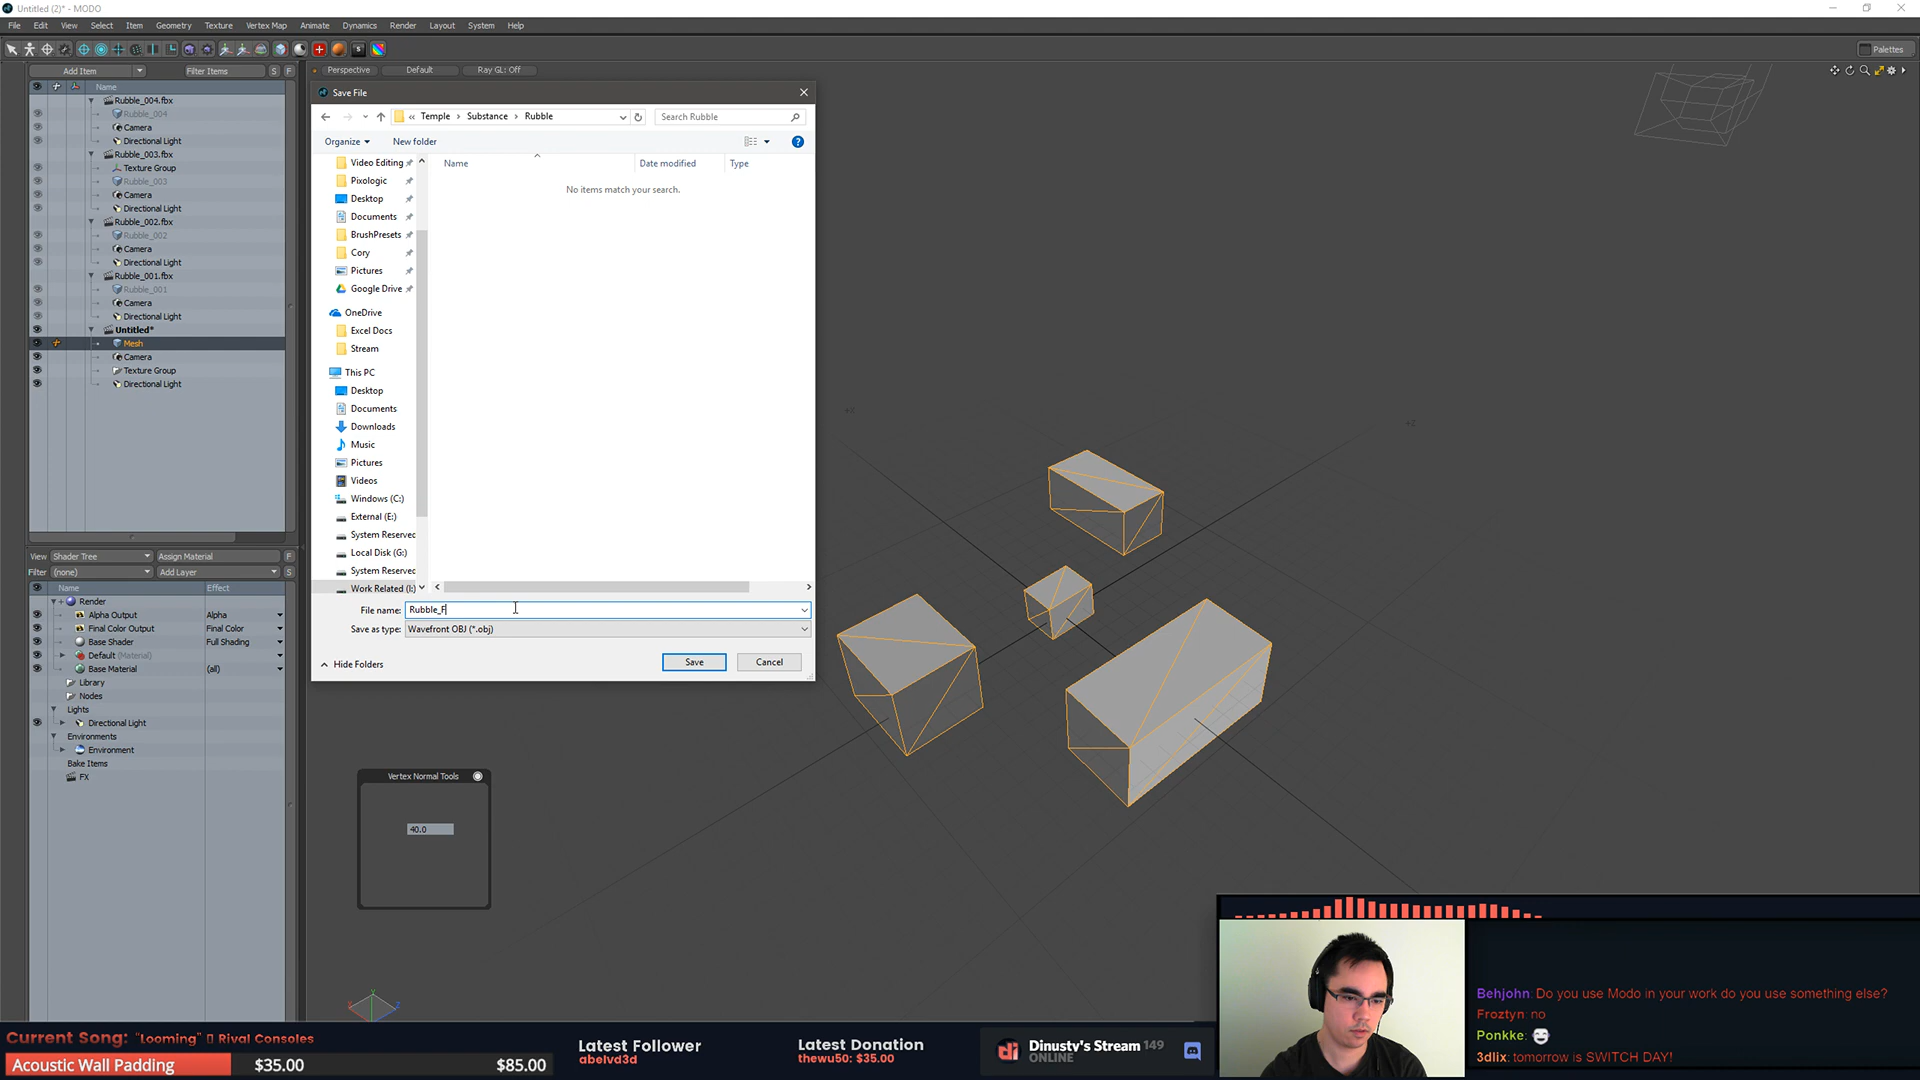 Untitled (2)* - MODO
File Edit View Select Item Geometry Texture Vertex Map Animate Dynamics Render Layout System Help
Palettes
Add Item Filter Items S F
Perspective Default Ray GL: Off
Name
Rubble_004.fbx
Rubble_004
Camera
Directional Light
Rubble_003.fbx
Texture Group
Rubble_003
Camera
Directional Light
Rubble_002.fbx
Rubble_002
Camera
Directional Light
Rubble_001.fbx
Rubble_001
Camera
Directional Light
Untitled*
Mesh
Camera
Texture Group
Directional Light
Save File
« Temple > Substance > Rubble
Search Rubble
Organize New folder
Name Date modified Type
No items match your search.
Video Editing
Pixologic
Desktop
Documents
BrushPresets
Cory
Pictures
Google Drive
OneDrive
Excel Docs
Stream
This PC
Desktop
Documents
Downloads
Music
Pictures
Videos
Windows (C:)
External (E:)
System Reserved
Local Disk (G:)
System Reserved
Work Related (I:)
File name: Rubble_F
Save as type: Wavefront OBJ (*.obj)
Hide Folders
Save Cancel
View Shader Tree Assign Material F
Filter (none) Add Layer S
Name Effect
Render
Alpha Output Alpha
Final Color Output Final Color
Base Shader Full Shading
Default (Material)
Base Material (all)
Library
Nodes
Lights
Directional Light
Environments
Environment
Bake Items
FX
Vertex Normal Tools
40.0
Behjohn: Do you use Modo in your work do you use something else?
Froztyn: no
Ponkke:
3dlix: tomorrow is SWITCH DAY!
Current Song: "Looming" Rival Consoles
Acoustic Wall Padding $35.00 $85.00
Latest Follower
abelvd3d
Latest Donation
thewu50: $35.00
di
Dinusty's Stream 149
ONLINE